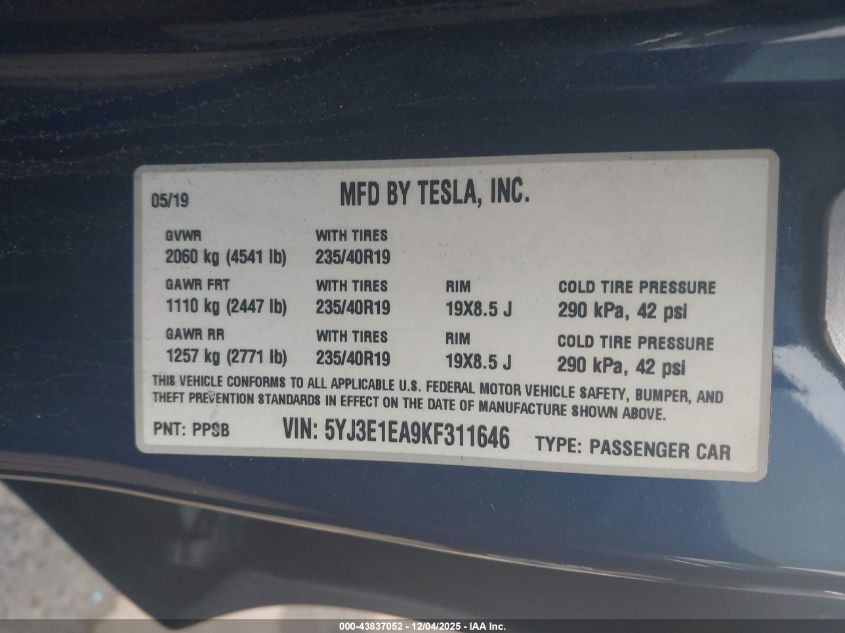 05/19 MFD BY TESLA, INC.
GVWR WITH TIRES
2060 kg (4541 lb) 235/40R19
GAWR FRT WITH TIRES RIM COLD TIRE PRESSURE
1110 kg (2447 lb) 235/40R19 19X8.5 J 290 kPa, 42 psi
GAWR RR WITH TIRES RIM COLD TIRE PRESSURE
1257 kg (2771 lb) 235/40R19 19X8.5 J 290 kPa, 42 psi
THIS VEHICLE CONFORMS TO ALL APPLICABLE U.S. FEDERAL MOTOR VEHICLE SAFETY, BUMPER, AND
THEFT PREVENTION STANDARDS IN EFFECT ON THE DATE OF MANUFACTURE SHOWN ABOVE.
PNT: PPSB VIN: 5YJ3E1EA9KF311646 TYPE: PASSENGER CAR
000-43837052 - 12/04/2025 - IAA Inc.